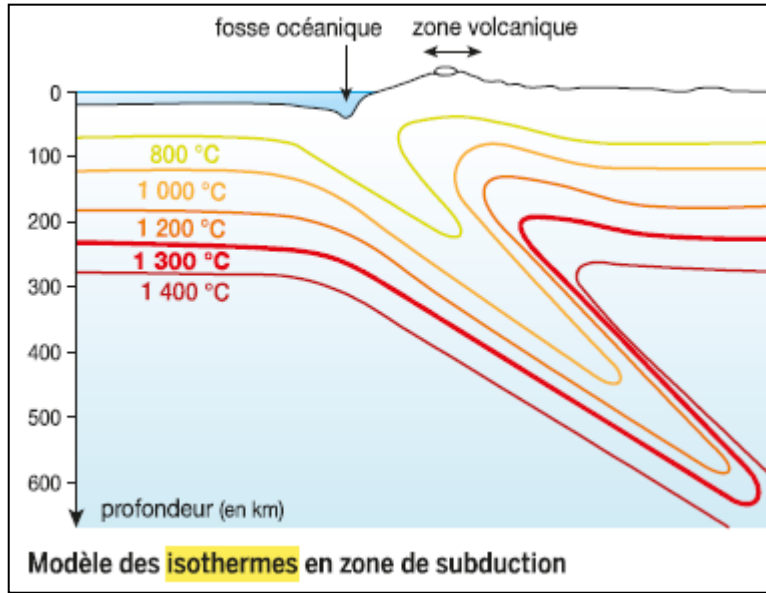 fosse océanique zone volcanique
0
100
800 °C
1 000 °C
200
1 200 °C
1 300 °C
300
1 400 °C
400
500
600
profondeur (en km)
Modèle des isothermes en zone de subduction